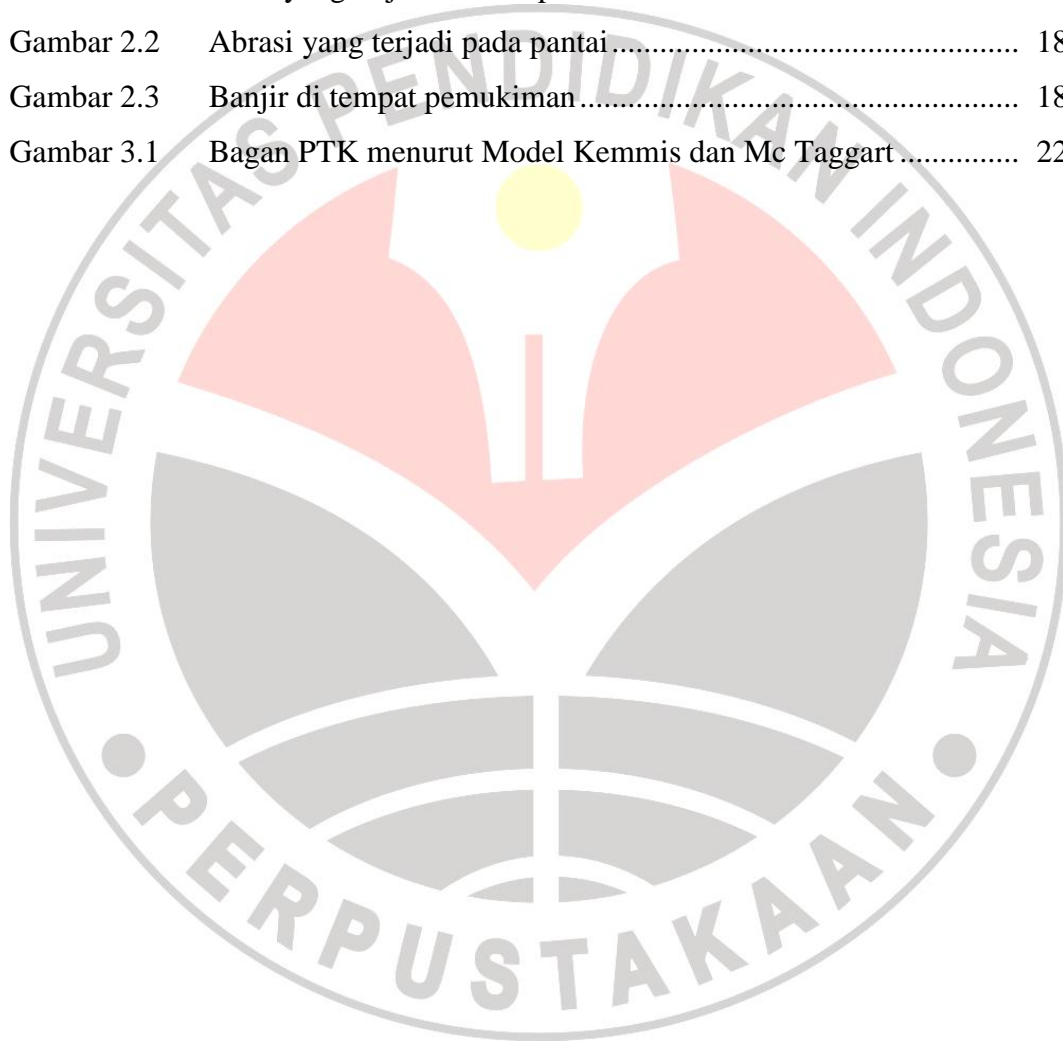 Gambar 2.2 Abrasi yang terjadi pada pantai.................................................. 18
Gambar 2.3 Banjir di tempat pemukiman...................................................... 18
Gambar 3.1 Bagan PTK menurut Model Kemmis dan Mc Taggart............... 22
UNIVERSITAS PENDIDIKAN INDONESIA
PERPUSTAKAAN